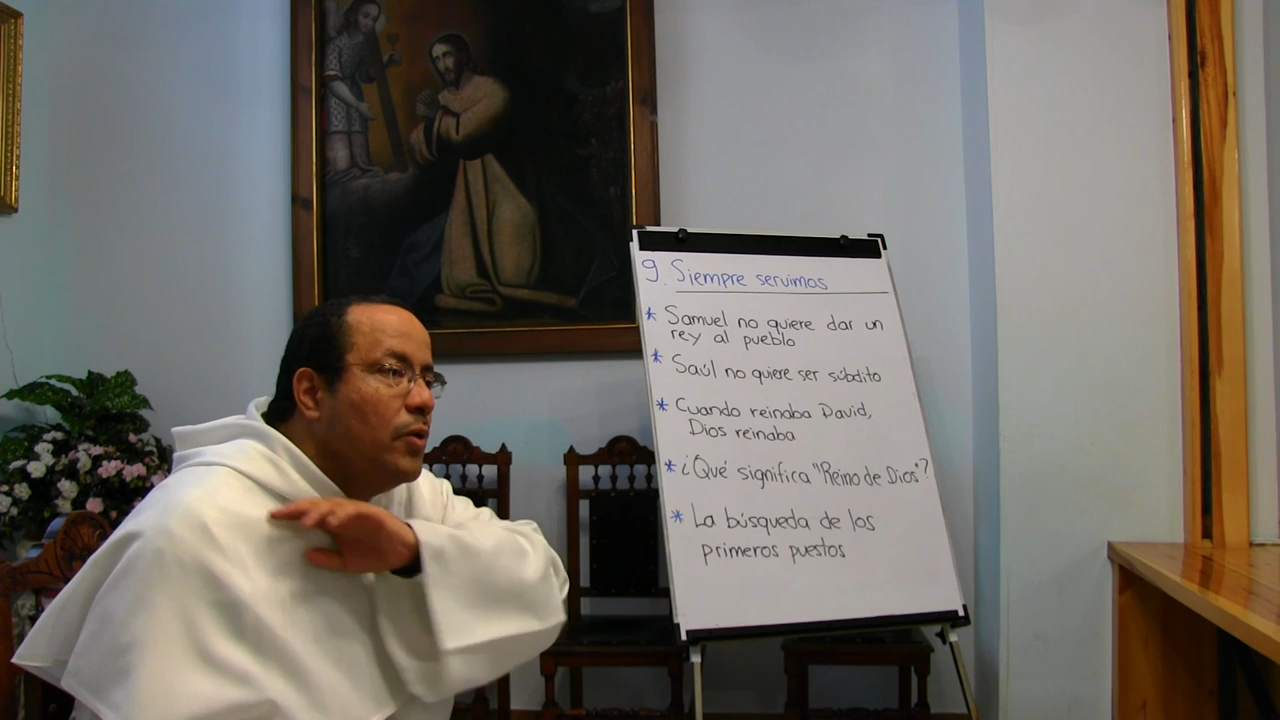 9. Siempre servimos
* Samuel no quiere dar un
rey al pueblo
* Saúl no quiere ser súbdito
* Cuando reinaba David,
Dios reinaba
* ¿Qué significa "Reino de Dios"?
* La búsqueda de los
primeros puestos